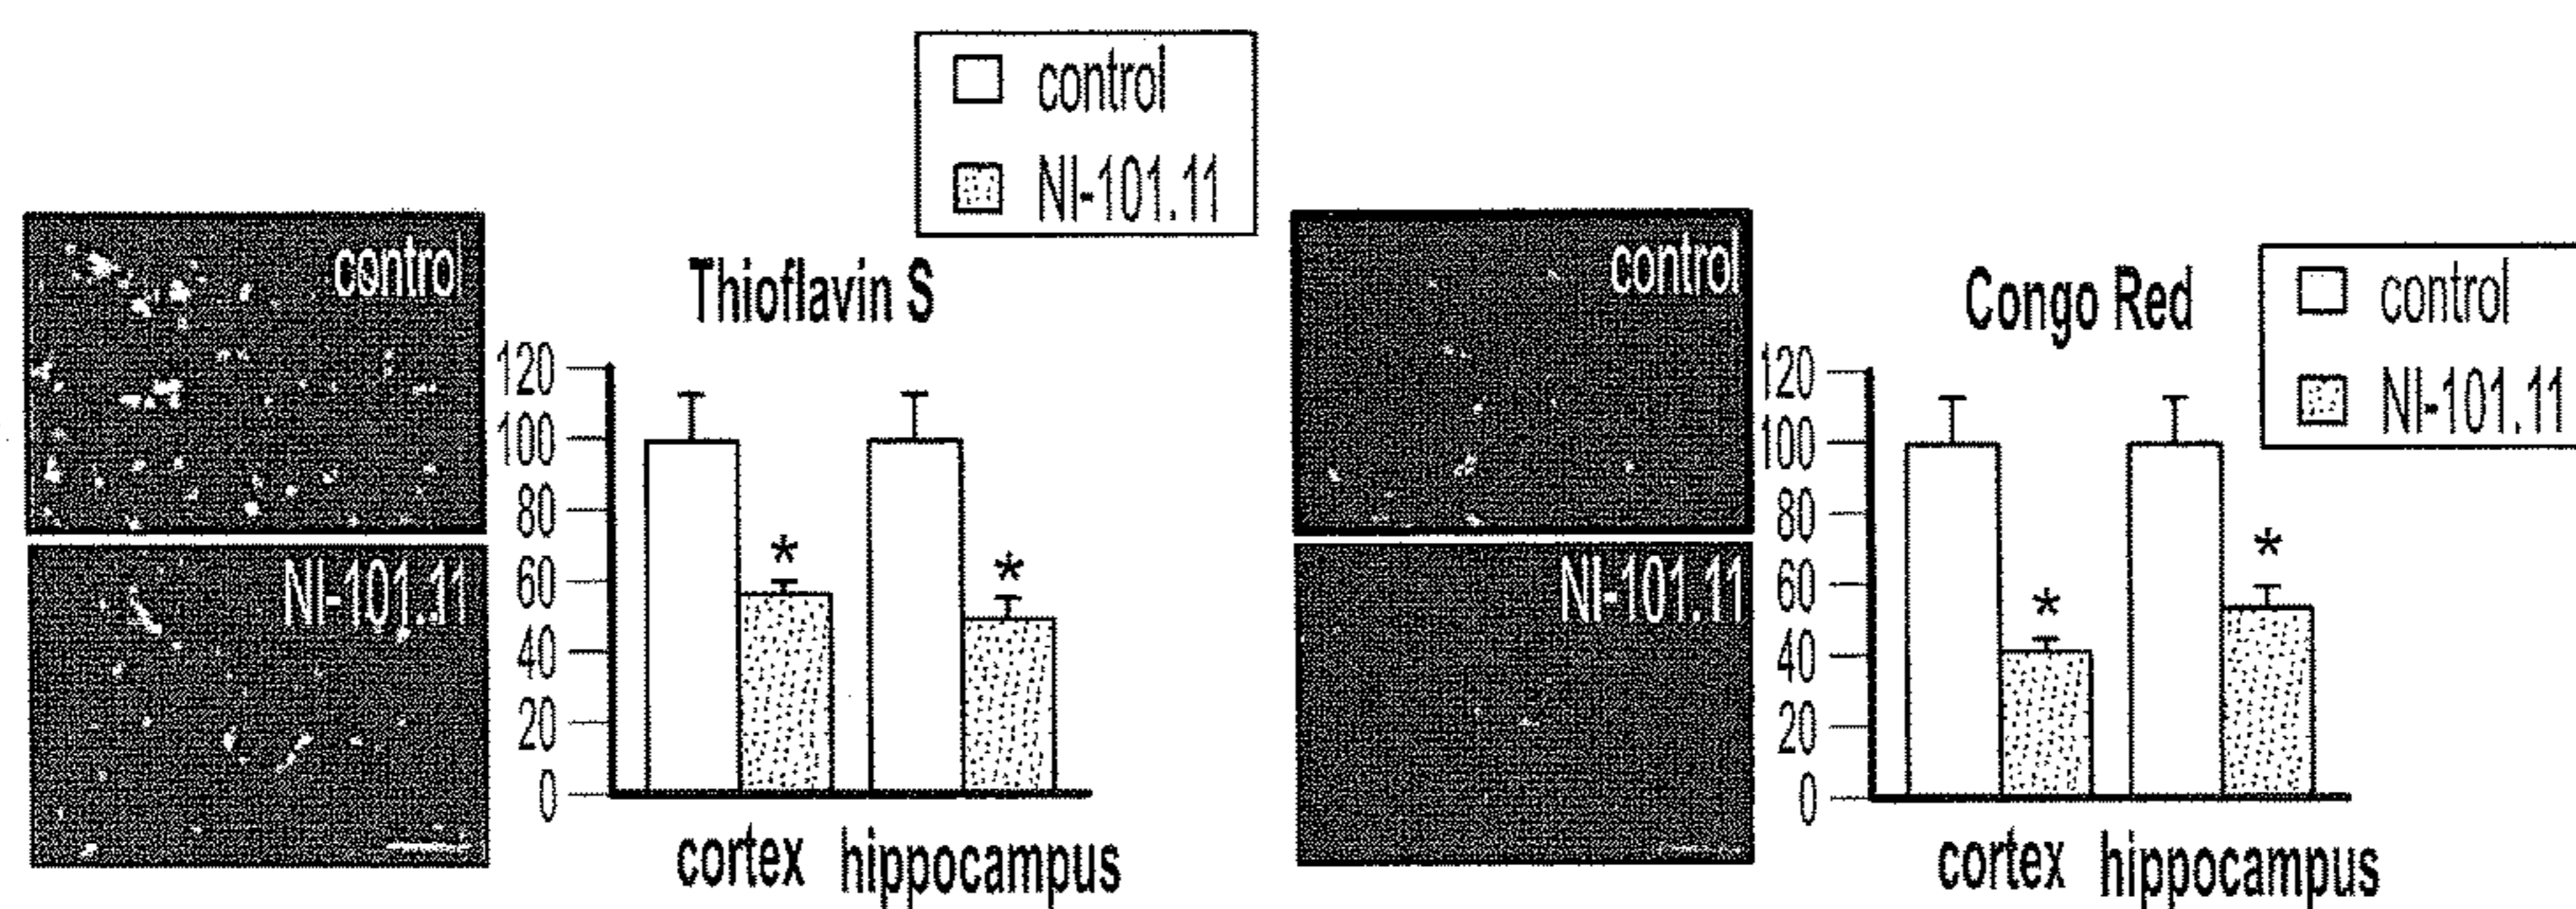 control
NI-101.11
control
NI-101.11
Thioflavin S
120
100
80
60
40
20
0
*
*
cortex hippocampus
control
NI-101.11
Congo Red
control
NI-101.11
120
100
80
60
40
20
0
*
*
cortex hippocampus